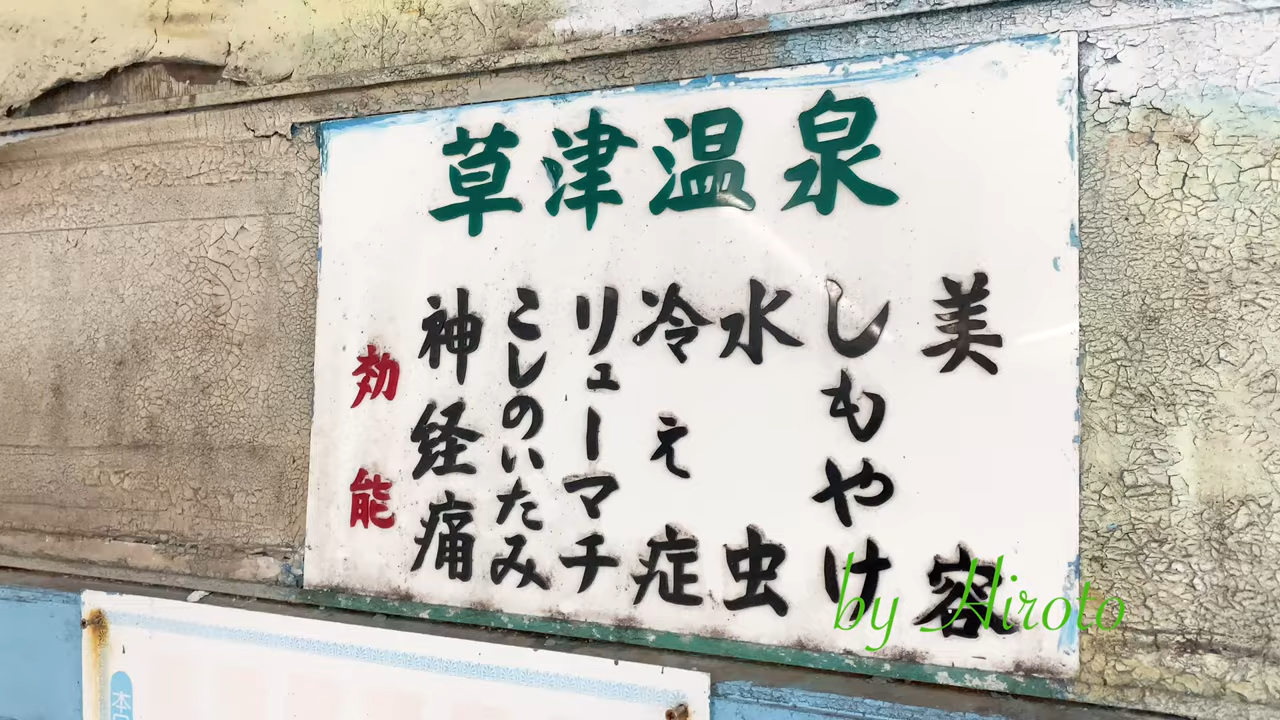 草津温泉
効能
神経痛
こしのいたみ
リューマチ
冷え症
水虫
しもやけ
美容
by Hiroto